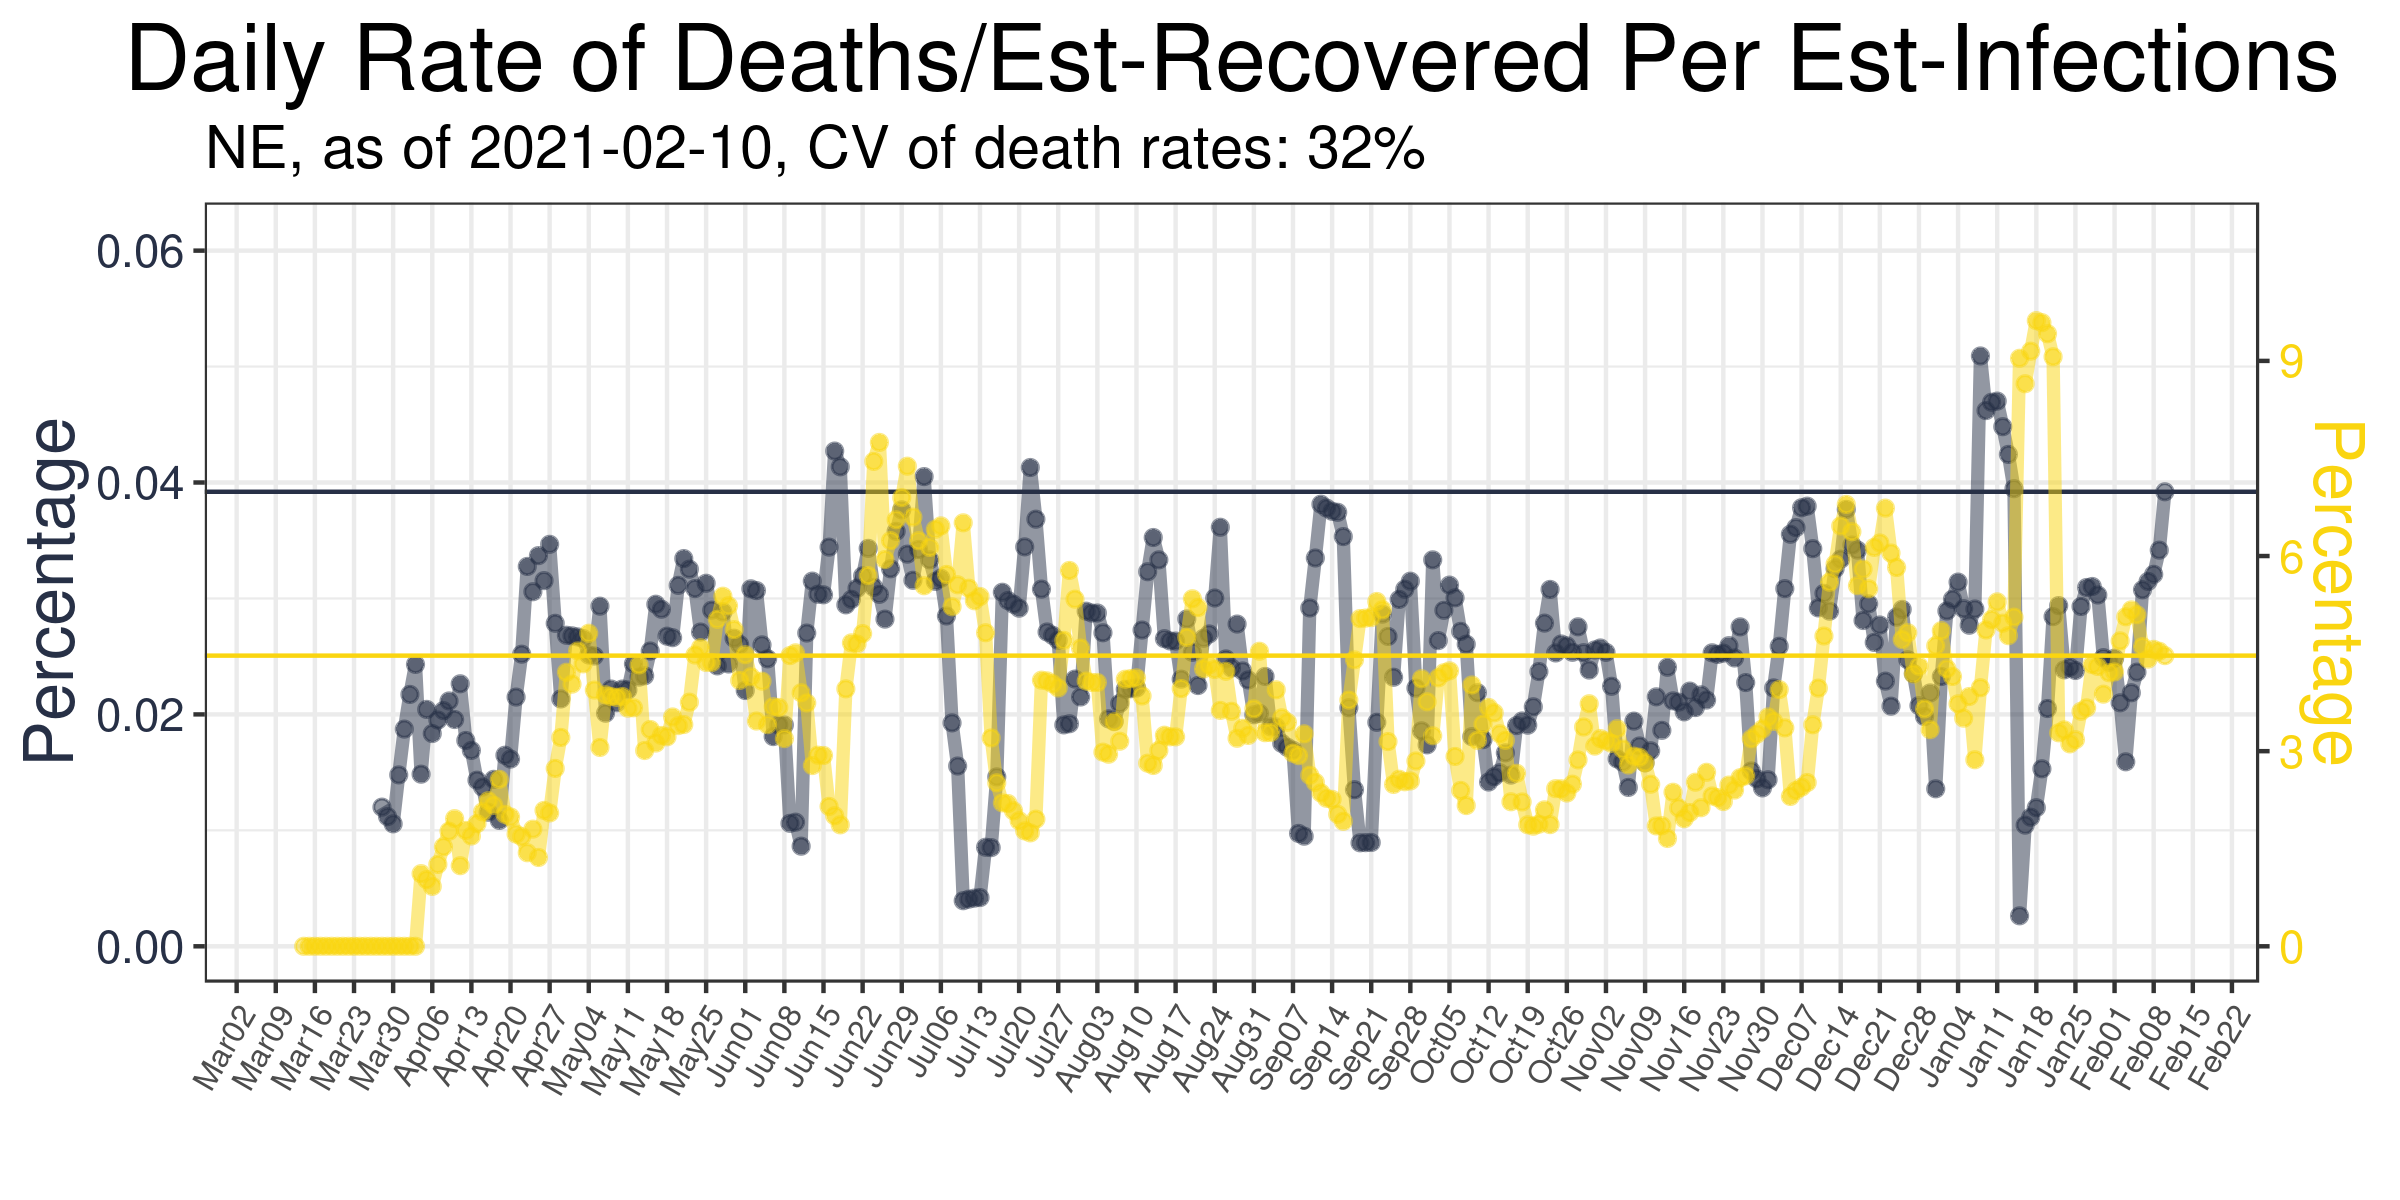 Daily Rate of Deaths/Est-Recovered Per Est-Infections
NE, as of 2021-02-10, CV of death rates: 32%
Percentage
0.06
0.04
0.02
0.00
9
6
3
0
Percentage
Mar02
Mar09
Mar16
Mar23
Mar30
Apr06
Apr13
Apr20
Apr27
May04
May11
May18
May25
Jun01
Jun08
Jun15
Jun22
Jun29
Jul06
Jul13
Jul20
Jul27
Aug03
Aug10
Aug17
Aug24
Aug31
Sep07
Sep14
Sep21
Sep28
Oct05
Oct12
Oct19
Oct26
Nov02
Nov09
Nov16
Nov23
Nov30
Dec07
Dec14
Dec21
Dec28
Jan04
Jan11
Jan18
Jan25
Feb01
Feb08
Feb15
Feb22